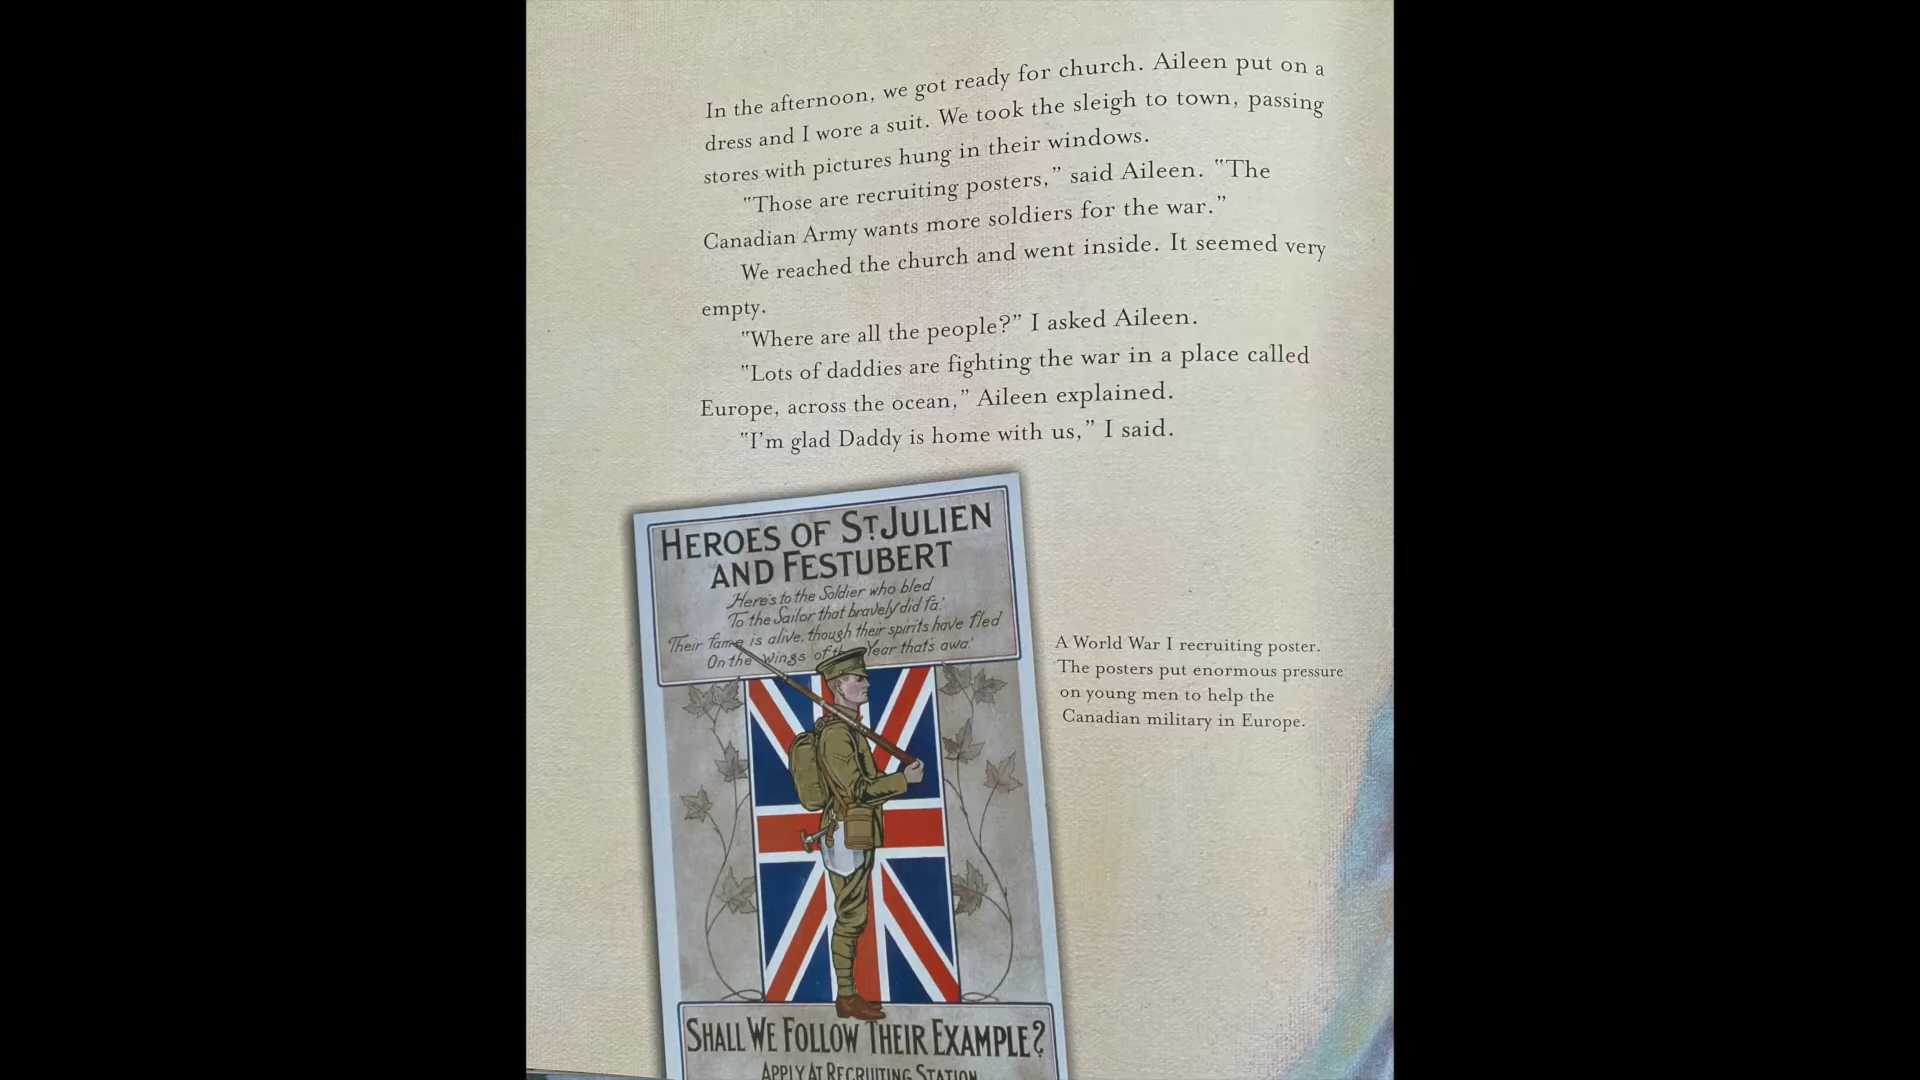 In the afternoon, we got ready for church. Aileen put on a
dress and I wore a suit. We took the sleigh to town, passing
stores with pictures hung in their windows.
"Those are recruiting posters," said Aileen. "The
Canadian Army wants more soldiers for the war."
We reached the church and went inside. It seemed very
empty.
"Where are all the people?" I asked Aileen.
"Lots of daddies are fighting the war in a place called
Europe, across the ocean," Aileen explained.
"I'm glad Daddy is home with us," I said.
HEROES OF ST. JULIEN
AND FESTUBERT
Here's to the Soldier who bled
To the Sailor that bravely did fa'.
Their fame is alive, though their spirits have fled
On the wings of the Year that's awa'.
SHALL WE FOLLOW THEIR EXAMPLE?
APPLY AT RECRUITING STATION
A World War I recruiting poster.
The posters put enormous pressure
on young men to help the
Canadian military in Europe.